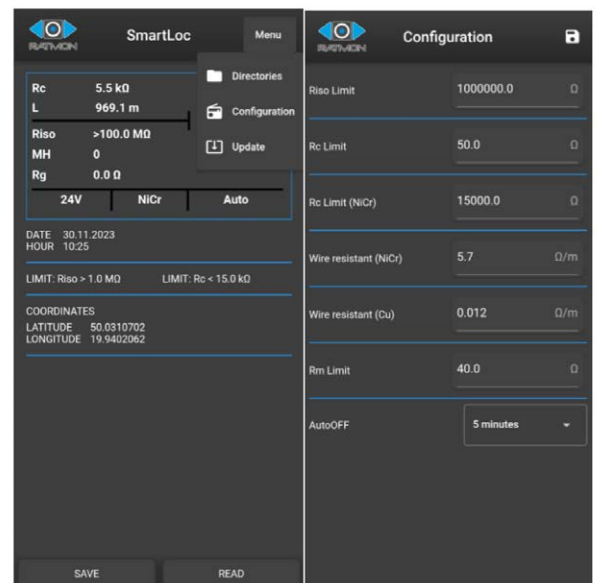 RATMON
SmartLoc
Menu
Directories
Configuration
Update
Rc 5.5 kΩ
L 969.1 m
Riso >100.0 MΩ
MH 0
Rg 0.0 Ω
24V NiCr Auto
DATE 30.11.2023
HOUR 10:25
LIMIT: Riso > 1.0 MΩ LIMIT: Rc < 15.0 kΩ
COORDINATES
LATITUDE 50.0310702
LONGITUDE 19.9402062
SAVE READ
RATMON
Configuration
Riso Limit 1000000.0 Ω
Rc Limit 50.0 Ω
Rc Limit (NiCr) 15000.0 Ω
Wire resistant (NiCr) 5.7 Ω/m
Wire resistant (Cu) 0.012 Ω/m
Rm Limit 40.0 Ω
AutoOFF 5 minutes